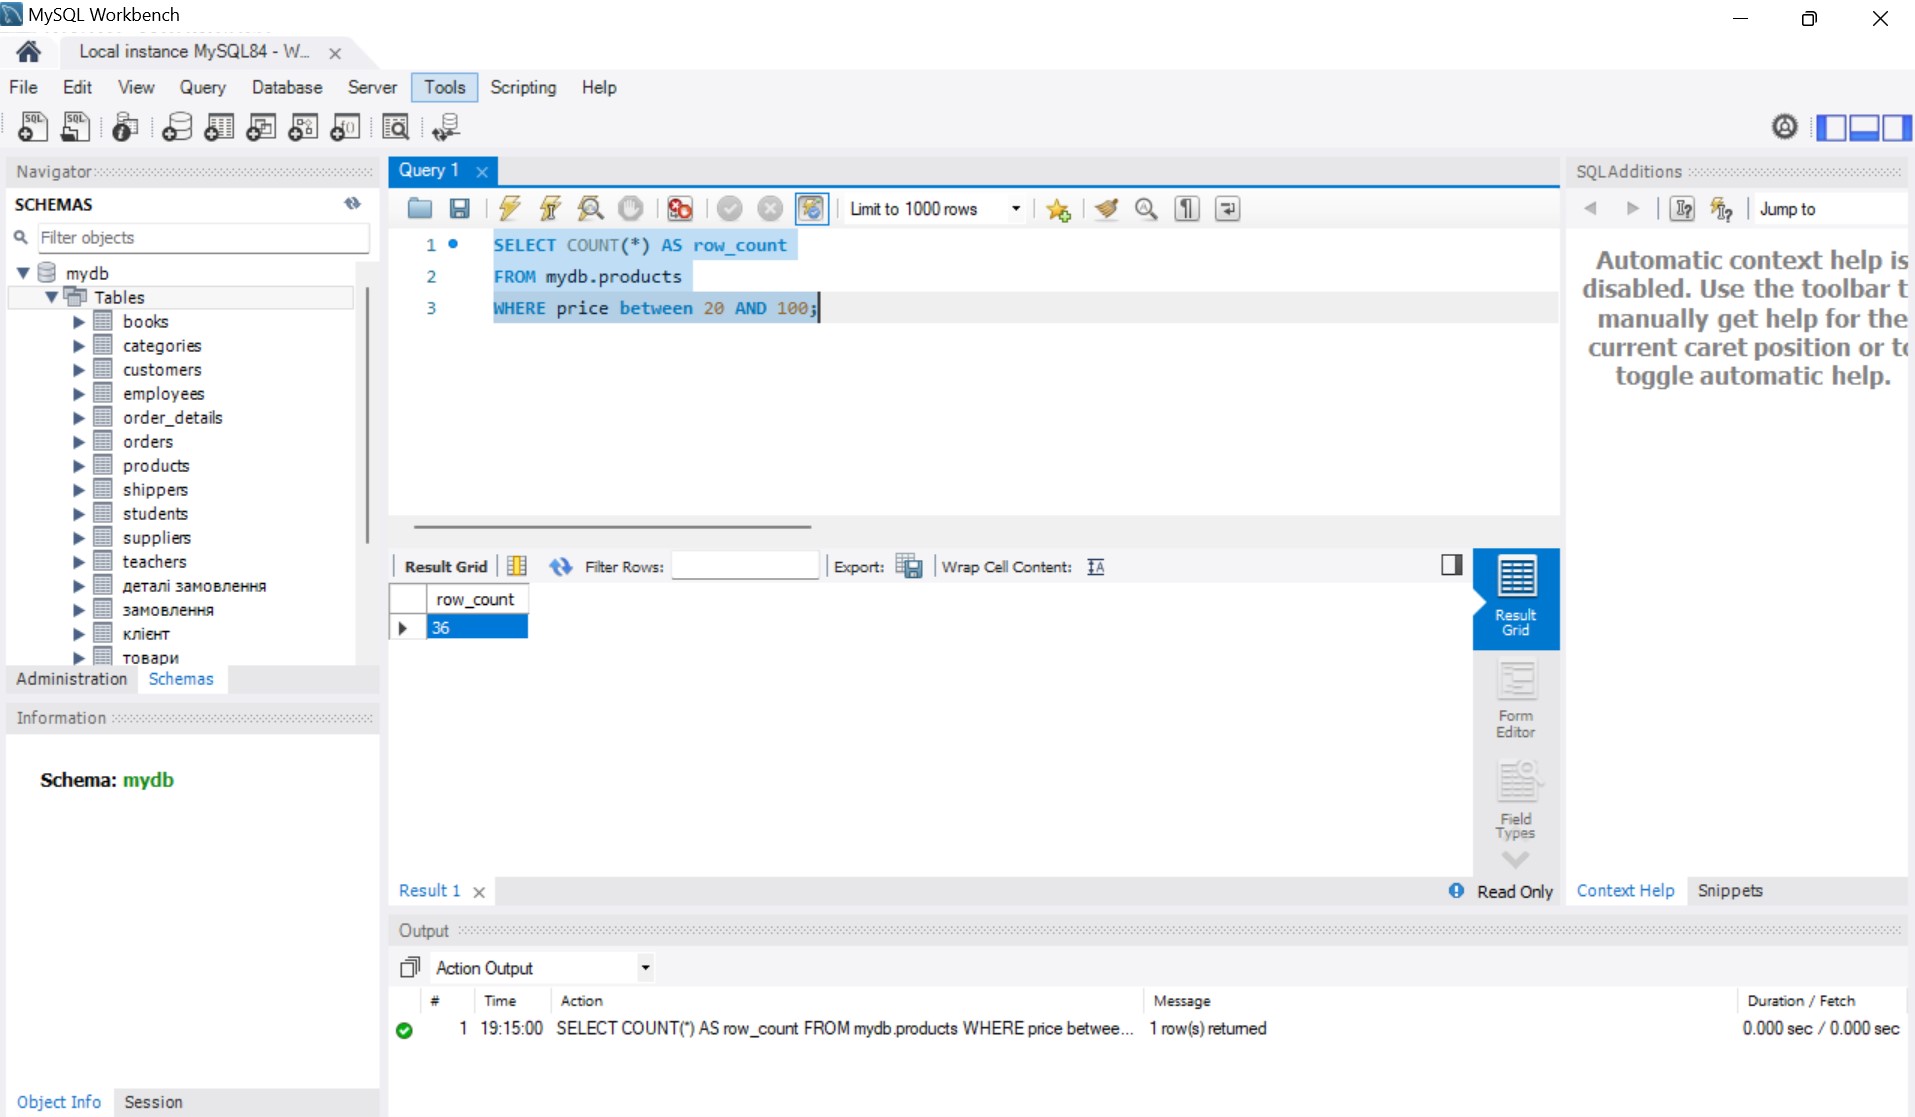 MySQL Workbench
Local instance MySQL84 - W...
File Edit View Query Database Server Tools Scripting Help
Navigator
SCHEMAS
Filter objects
mydb
Tables
books
categories
customers
employees
order_details
orders
products
shippers
students
suppliers
teachers
деталі замовлення
замовлення
клієнт
товари
Administration Schemas
Information
Schema: mydb
Object Info Session
Query 1
Limit to 1000 rows
1 SELECT COUNT(*) AS row_count
2 FROM mydb.products
3 WHERE price between 20 AND 100;
Result Grid Filter Rows: Export: Wrap Cell Content:
row_count
36
Result
Grid
Form
Editor
Field
Types
Result 1
Read Only
SQLAdditions
Jump to
Automatic context help is
disabled. Use the toolbar t
manually get help for the
current caret position or to
toggle automatic help.
Context Help Snippets
Output
Action Output
# Time Action Message Duration / Fetch
1 19:15:00 SELECT COUNT(*) AS row_count FROM mydb.products WHERE price betwee... 1 row(s) returned 0.000 sec / 0.000 sec